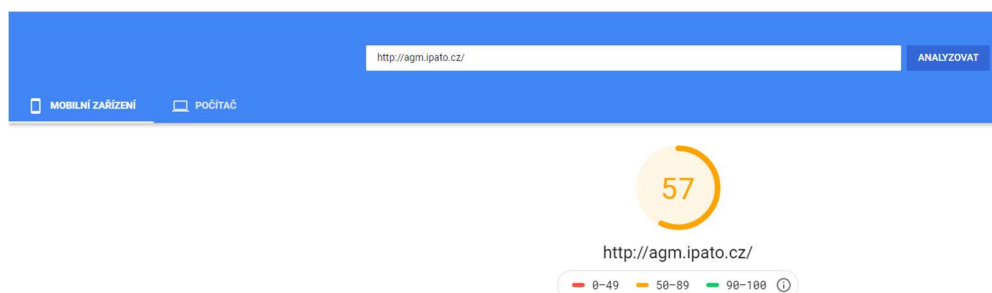 http://agm.ipato.cz/
ANALYZOVAT
MOBILNÍ ZAŘÍZENÍ
POČÍTAČ
57
http://agm.ipato.cz/
0–49 50–89 90–100